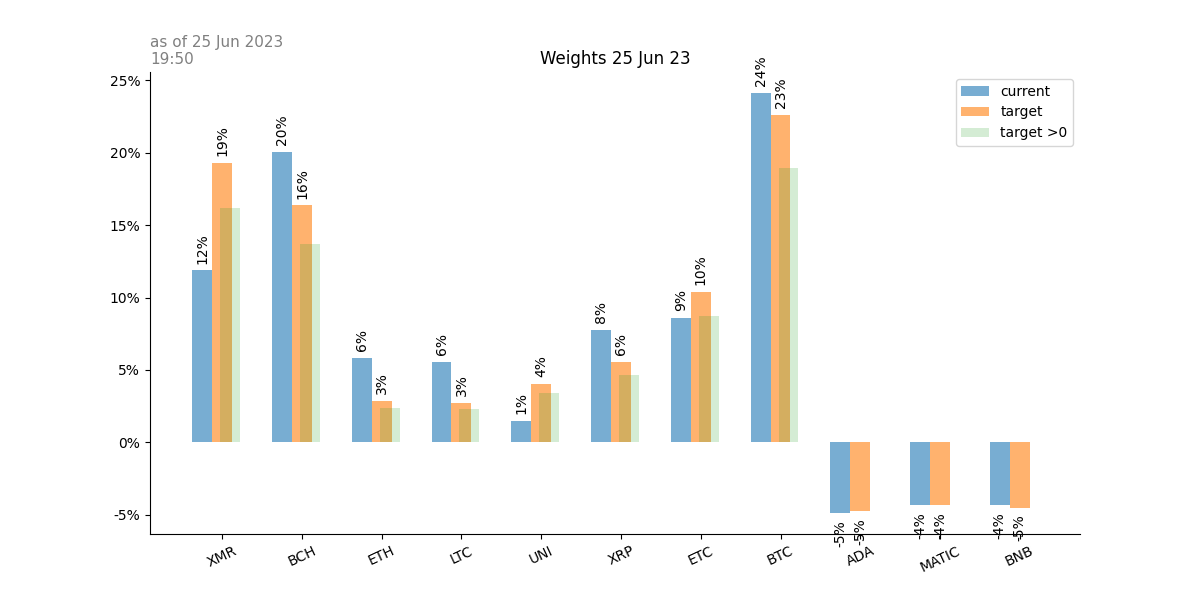 as of 25 Jun 2023
19:50
Weights 25 Jun 23
current
target
target >0
25%
20%
15%
10%
5%
0%
-5%
12%
19%
20%
16%
6%
3%
6%
3%
1%
4%
8%
6%
9%
10%
24%
23%
-5%
-5%
-4%
-4%
-4%
-5%
XMR
BCH
ETH
LTC
UNI
XRP
ETC
BTC
ADA
MATIC
BNB